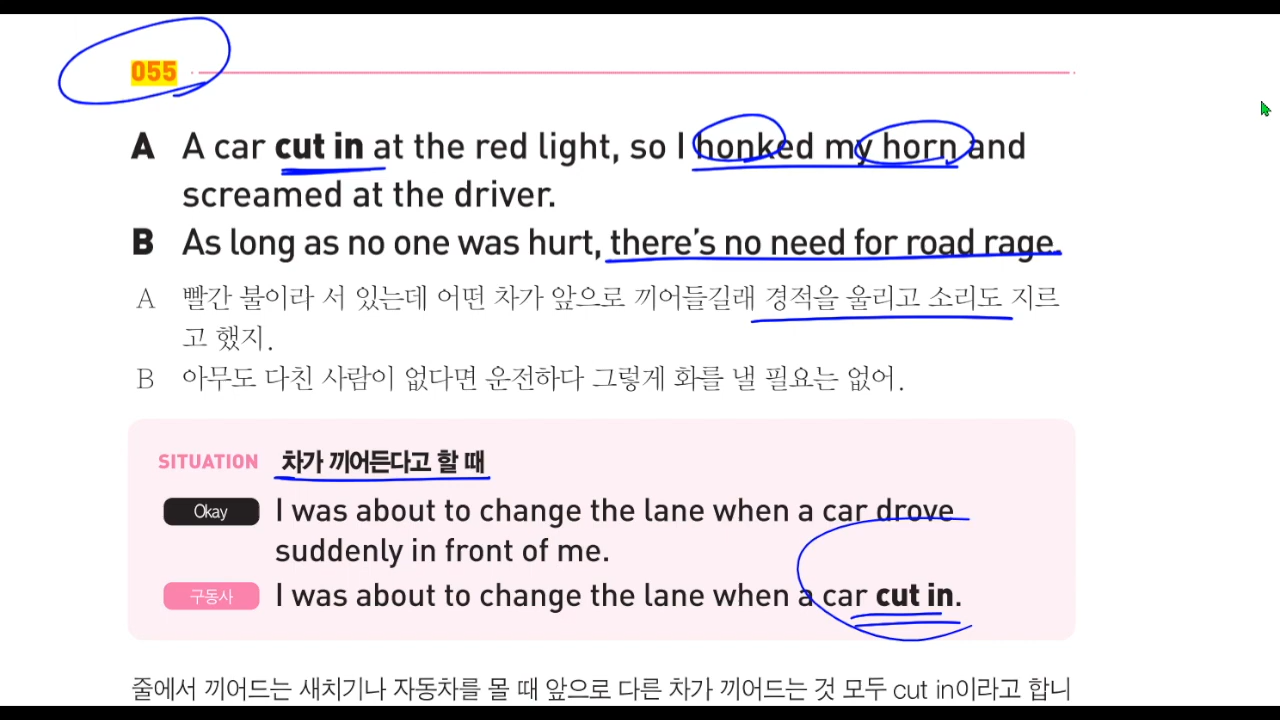 055
A A car cut in at the red light, so I honked my horn and
screamed at the driver.
B As long as no one was hurt, there's no need for road rage.
A 빨간 불이라 서 있는데 어떤 차가 앞으로 끼어들길래 경적을 울리고 소리도 지르
고 했지.
B 아무도 다친 사람이 없다면 운전하다 그렇게 화를 낼 필요는 없어.
SITUATION 차가 끼어든다고 할 때
Okay I was about to change the lane when a car drove
suddenly in front of me.
구동사 I was about to change the lane when a car cut in.
줄에서 끼어드는 새치기나 자동차를 몰 때 앞으로 다른 차가 끼어드는 것 모두 cut in이라고 합니